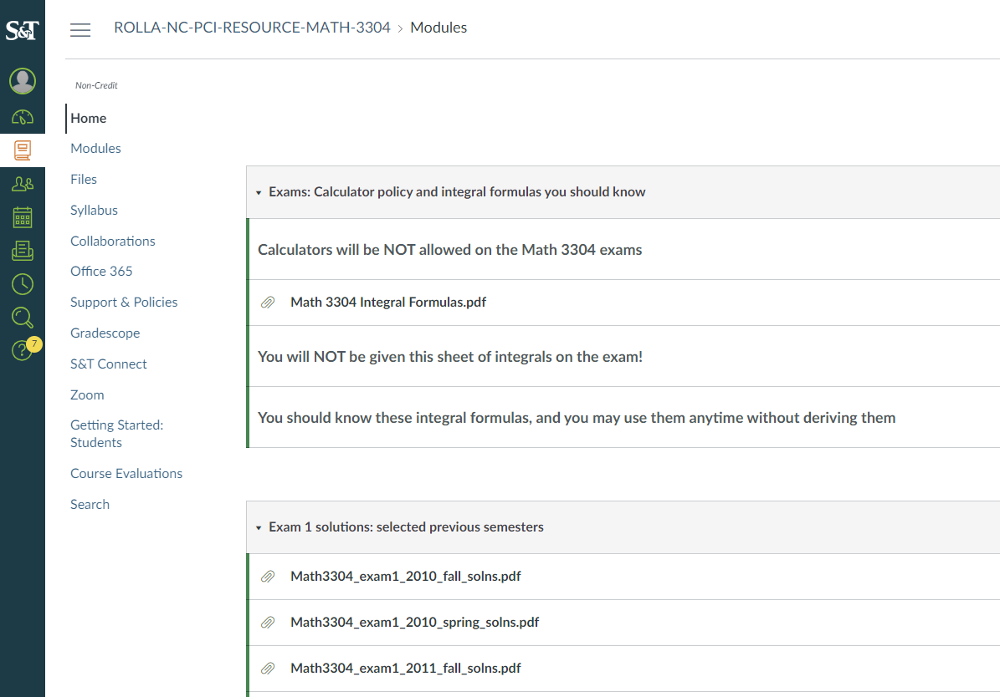 S&T
ROLLA-NC-PCI-RESOURCE-MATH-3304 › Modules
Non-Credit
Home
Modules
Files
Syllabus
Collaborations
Office 365
Support & Policies
Gradescope
S&T Connect
Zoom
Getting Started:
Students
Course Evaluations
Search
7
Exams: Calculator policy and integral formulas you should know
Calculators will be NOT allowed on the Math 3304 exams
Math 3304 Integral Formulas.pdf
You will NOT be given this sheet of integrals on the exam!
You should know these integral formulas, and you may use them anytime without deriving them
Exam 1 solutions: selected previous semesters
Math3304_exam1_2010_fall_solns.pdf
Math3304_exam1_2010_spring_solns.pdf
Math3304_exam1_2011_fall_solns.pdf